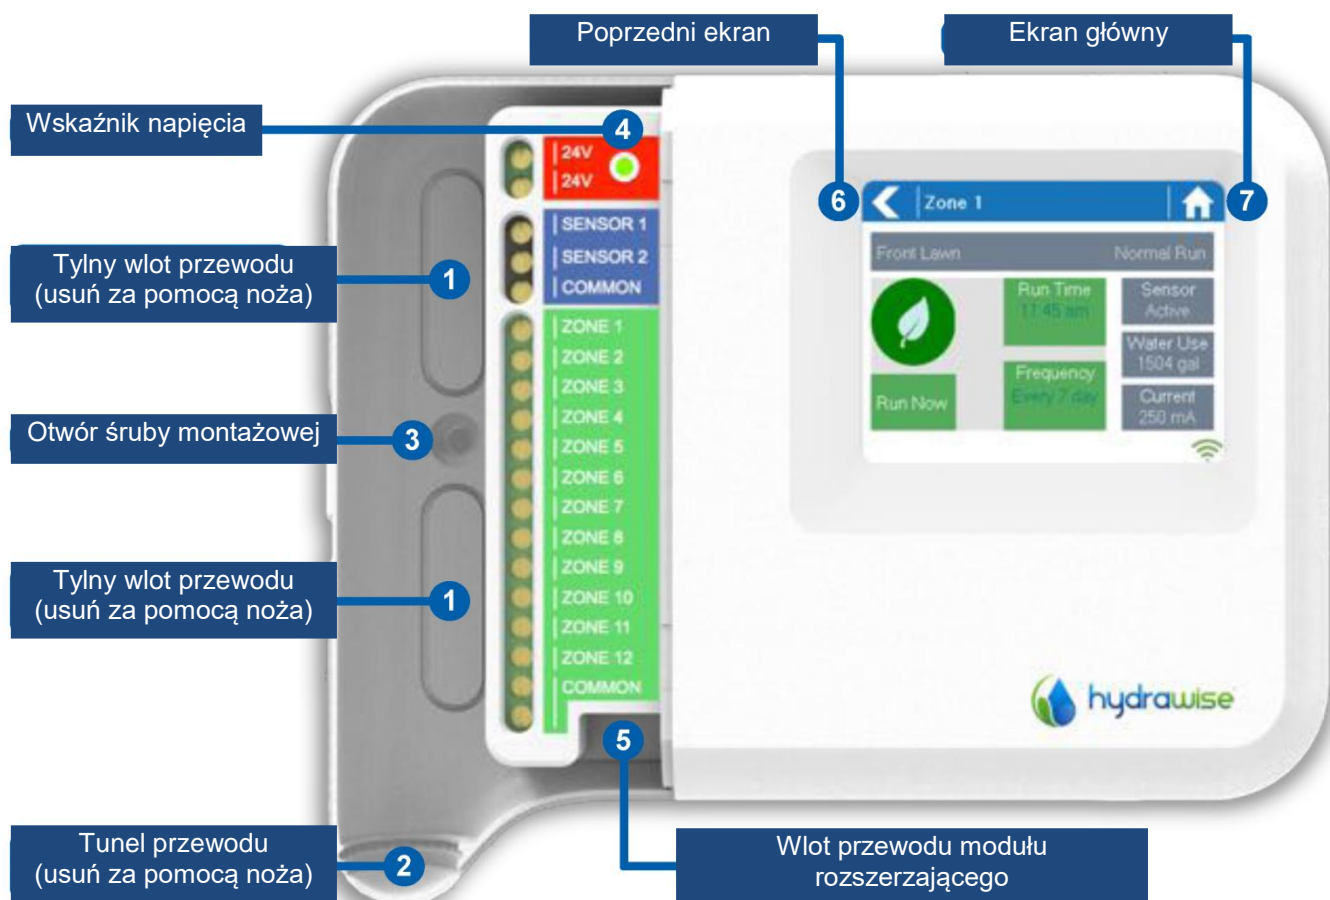 Poprzedni ekran
Ekran główny
Wskaźnik napięcia
4
24V
24V
6
Zone 1
7
SENSOR 1
SENSOR 2
COMMON
Tylny wlot przewodu
(usuń za pomocą noża)
1
Front Lawn
Normal Run
Run Time
11:45 am
Sensor
Active
Water Use
1504 gal
Frequency
Every 7 day
Run Now
Current
250 mA
ZONE 1
ZONE 2
ZONE 3
ZONE 4
ZONE 5
ZONE 6
ZONE 7
ZONE 8
ZONE 9
ZONE 10
ZONE 11
ZONE 12
COMMON
Otwór śruby montażowej
3
Tylny wlot przewodu
(usuń za pomocą noża)
1
hydrawise
5
Tunel przewodu
(usuń za pomocą noża)
2
Wlot przewodu modułu
rozszerzającego